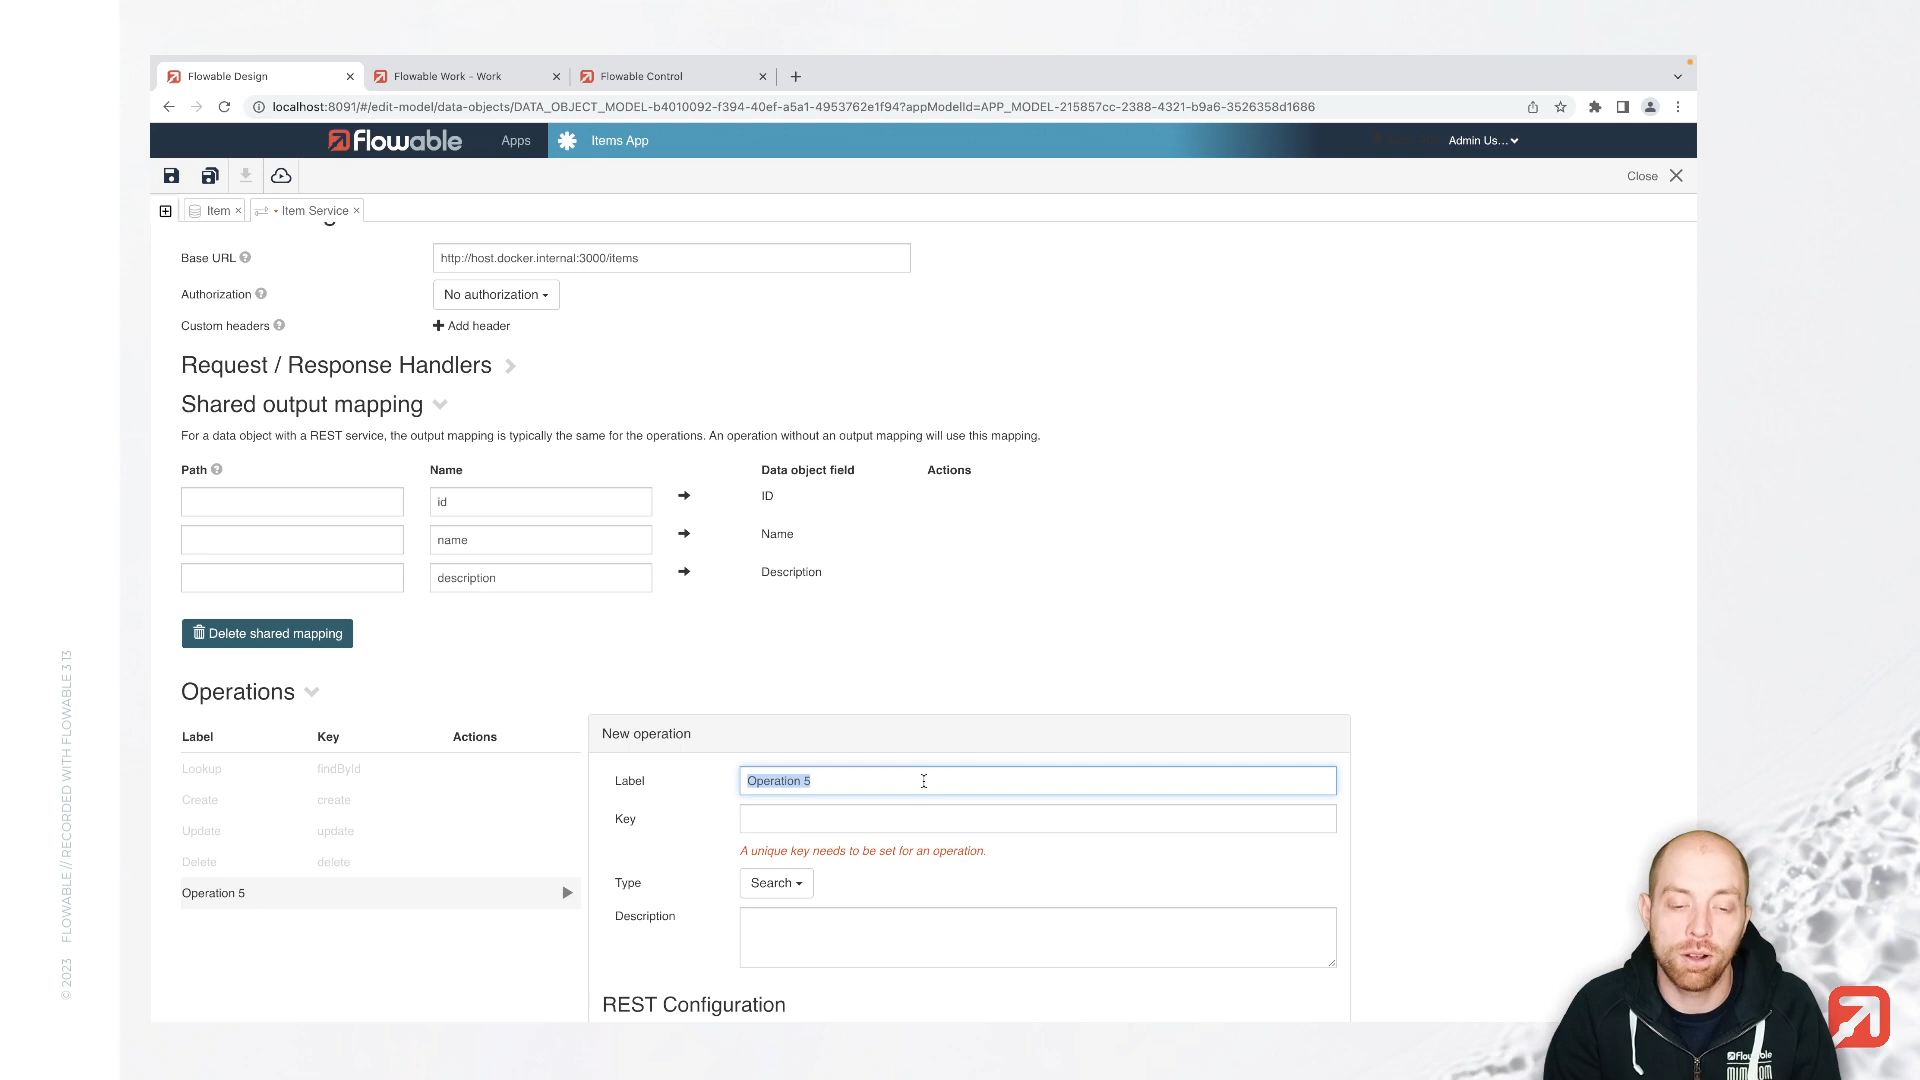 Flowable Design
Flowable Work - Work
Flowable Control
localhost:8091/#/edit-model/data-objects/DATA_OBJECT_MODEL-b4010092-f394-40ef-a5a1-4953762e1f94?appModelId=APP_MODEL-215857cc-2388-4321-b9a6-3526358d1686
Flowable
Apps
Items App
Admin Us...
Close
Item
Item Service
Base URL
http://host.docker.internal:3000/items
Authorization
No authorization
Custom headers
Add header
Request / Response Handlers
Shared output mapping
For a data object with a REST service, the output mapping is typically the same for the operations. An operation without an output mapping will use this mapping.
Path Name Data object field Actions
id ID
name Name
description Description
Delete shared mapping
Operations
Label Key Actions
Lookup findById
Create create
Update update
Delete delete
Operation 5
New operation
Label Operation 5
Key
A unique key needs to be set for an operation.
Type Search
Description
REST Configuration
© 2023 FLOWABLE // RECORDED WITH FLOWABLE 3.13